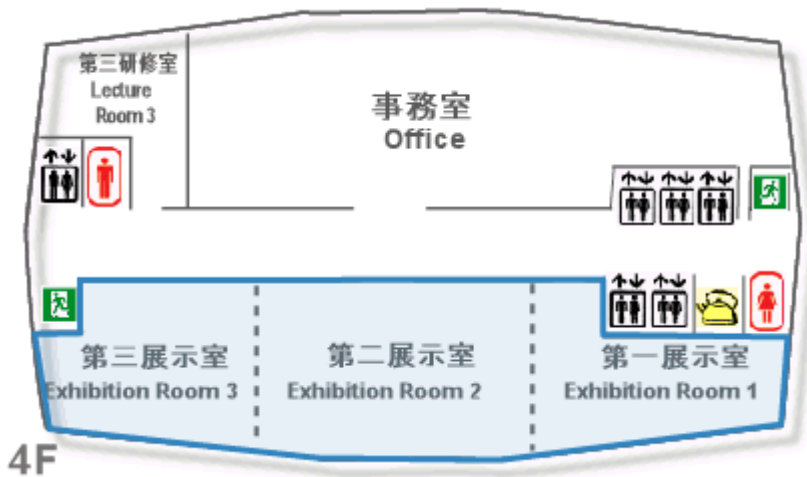 第三研修室
Lecture
Room 3
事務室
Office
第三展示室
Exhibition Room 3
第二展示室
Exhibition Room 2
第一展示室
Exhibition Room 1
4F